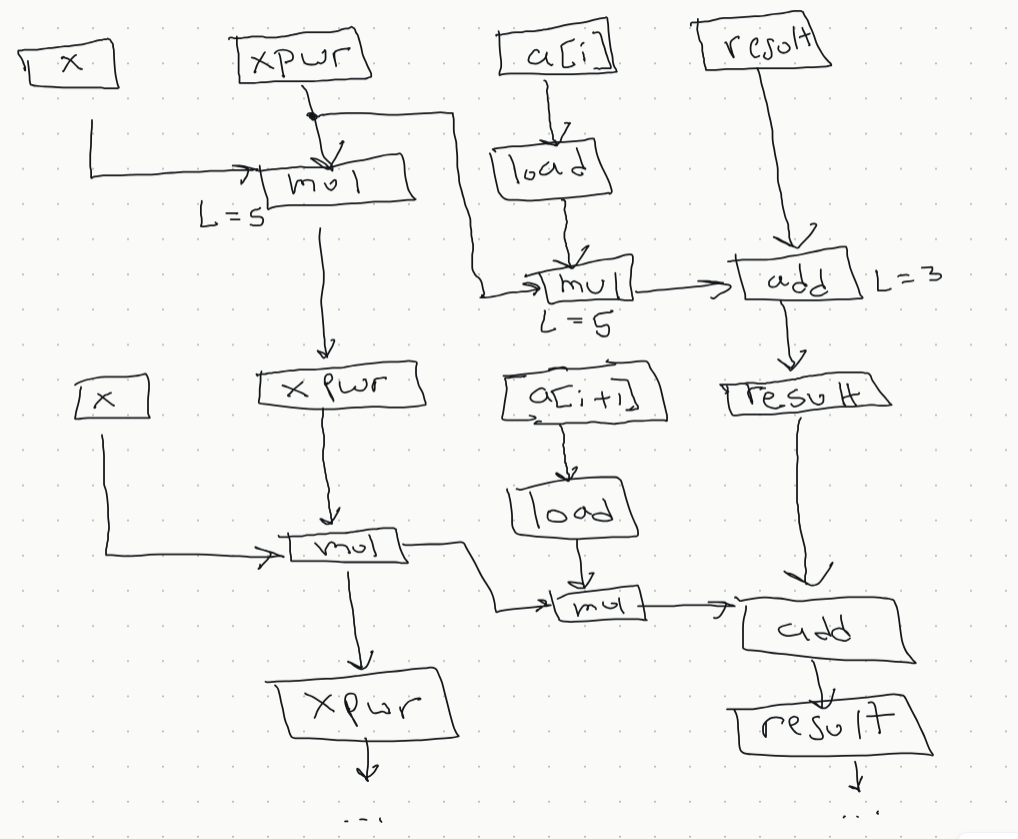 x
xpwr
a[i]
result
load
mul
L=5
mul
L=5
add
L=3
x
xpwr
a[i+1]
result
load
mul
mul
add
xpwr
result
...
...